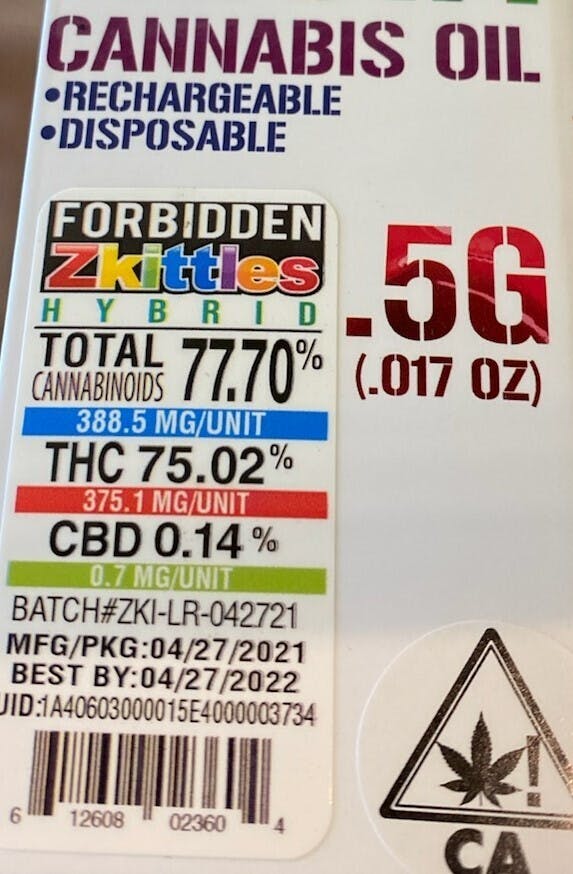 CANNABIS OIL
•RECHARGEABLE
•DISPOSABLE
FORBIDDEN
Zkittles
HYBRID
TOTAL
CANNABINOIDS 77.70%
388.5 MG/UNIT
THC 75.02%
375.1 MG/UNIT
CBD 0.14%
0.7 MG/UNIT
BATCH#ZKI-LR-042721
MFG/PKG:04/27/2021
BEST BY:04/27/2022
UID:1A40603000015E4000003734
6 12608 02360 4
.5G
(.017 OZ)
!
CA